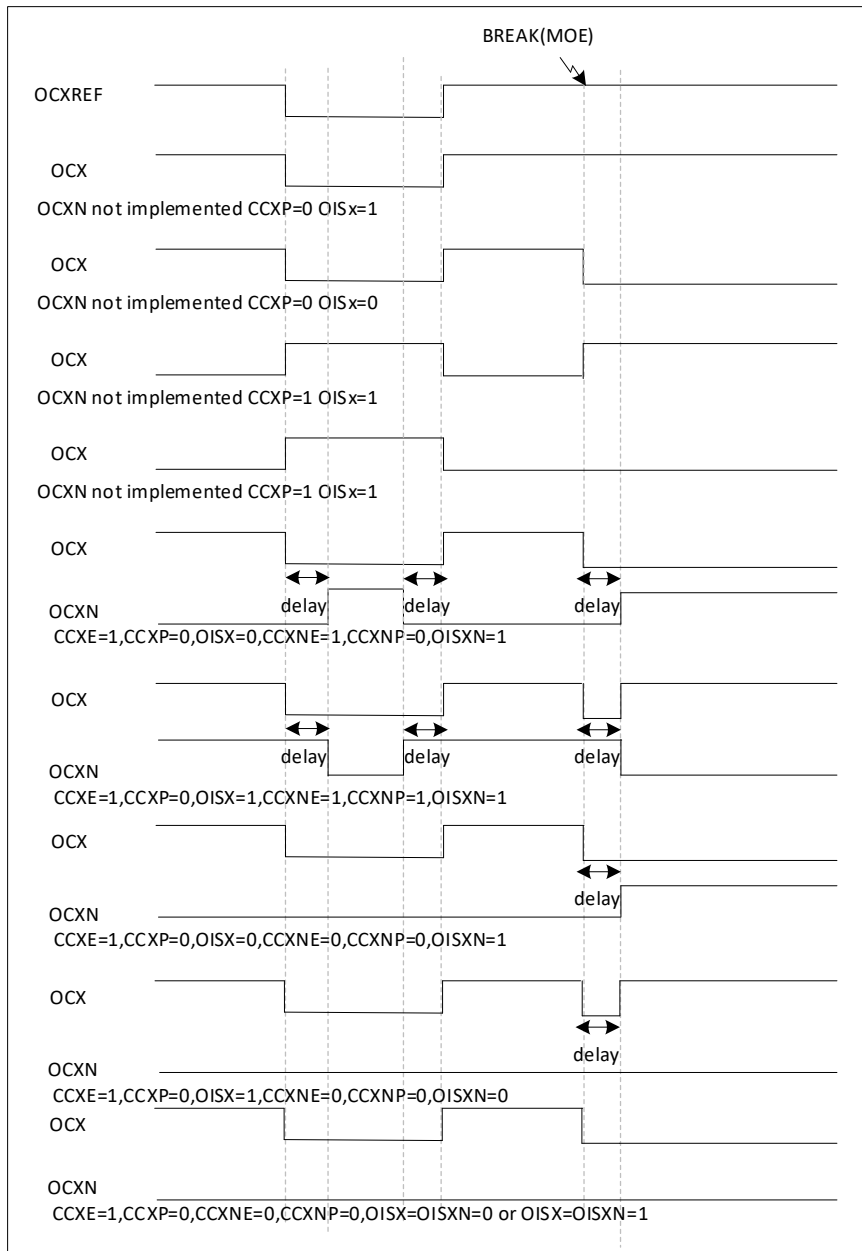 BREAK(MOE)
OCXREF
OCX
OCXN not implemented CCXP=0 OISx=1
OCX
OCXN not implemented CCXP=0 OISx=0
OCX
OCXN not implemented CCXP=1 OISx=1
OCX
OCXN not implemented CCXP=1 OISx=1
OCX
delay delay delay
OCXN
CCXE=1,CCXP=0,OISX=0,CCXNE=1,CCXNP=0,OISXN=1
OCX
delay delay delay
OCXN
CCXE=1,CCXP=0,OISX=1,CCXNE=1,CCXNP=1,OISXN=1
OCX
delay
OCXN
CCXE=1,CCXP=0,OISX=0,CCXNE=0,CCXNP=0,OISXN=1
OCX
delay
OCXN
CCXE=1,CCXP=0,OISX=1,CCXNE=0,CCXNP=0,OISXN=0
OCX
OCXN
CCXE=1,CCXP=0,CCXNE=0,CCXNP=0,OISX=OISXN=0 or OISX=OISXN=1